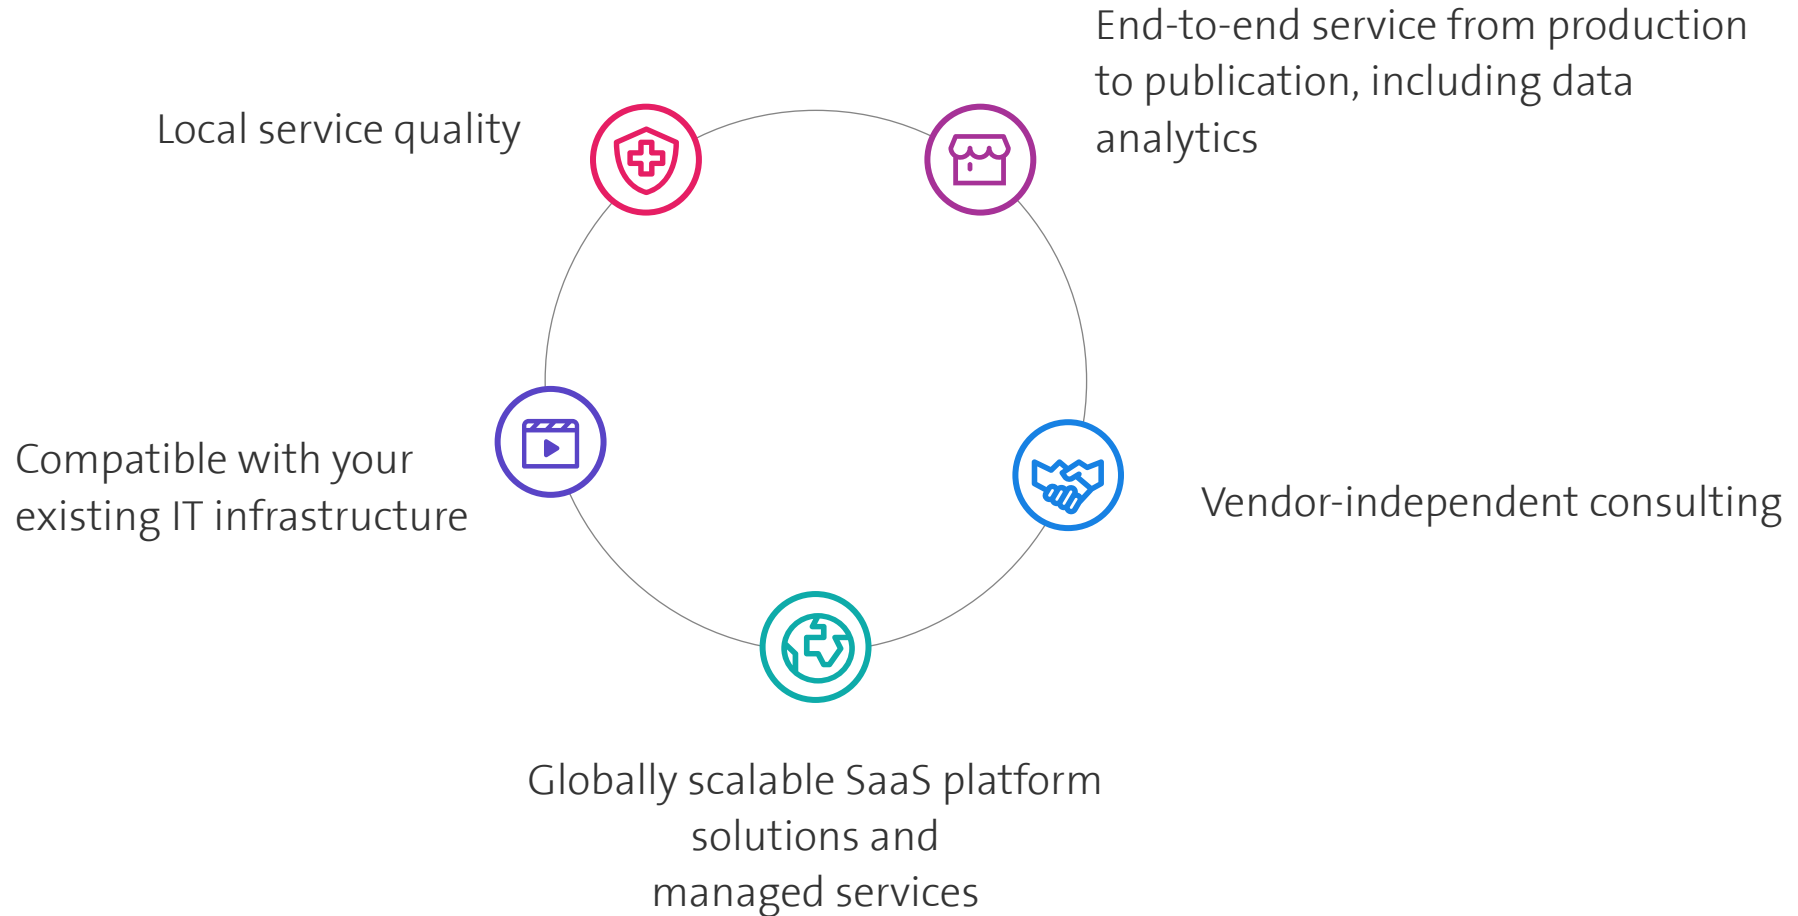 End-to-end service from production
to publication, including data
analytics
Local service quality
Compatible with your
existing IT infrastructure
Vendor-independent consulting
Globally scalable SaaS platform
solutions and
managed services